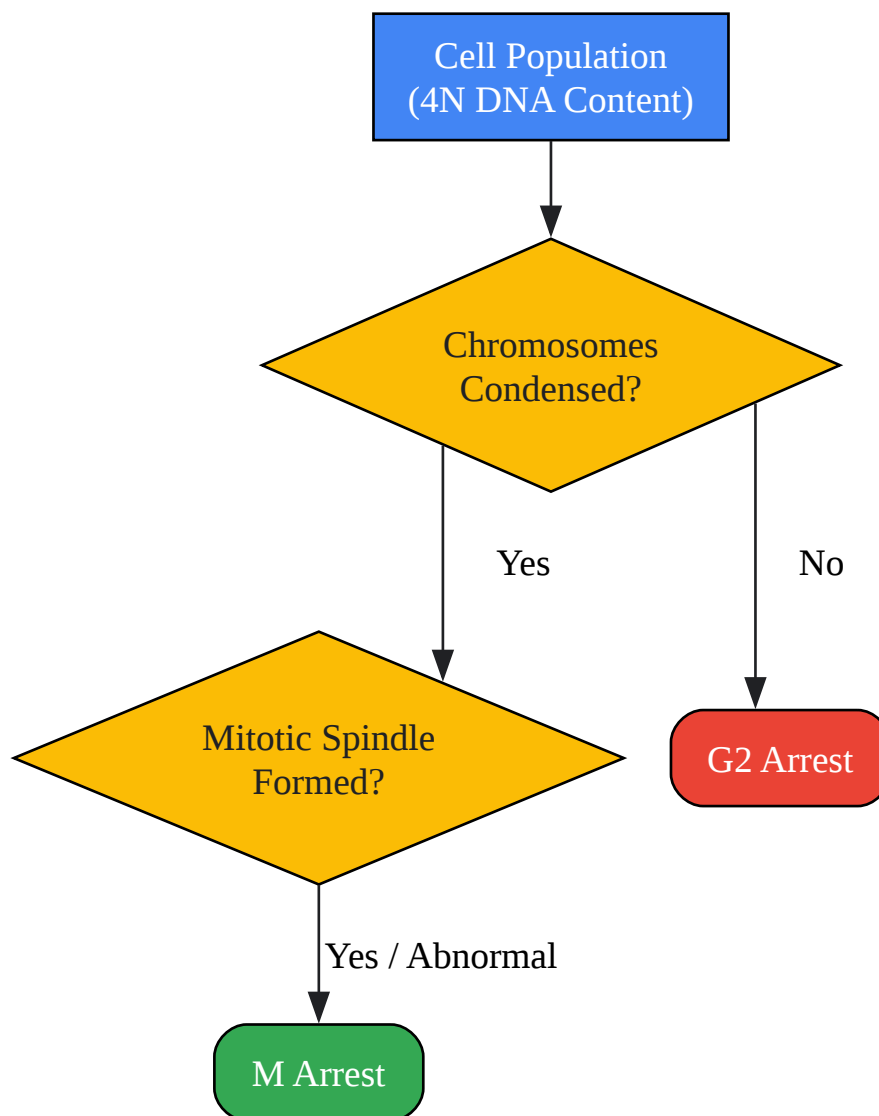 Cell Population
(4N DNA Content)
Chromosomes
Condensed?
Yes
No
Mitotic Spindle
Formed?
G2 Arrest
Yes / Abnormal
M Arrest